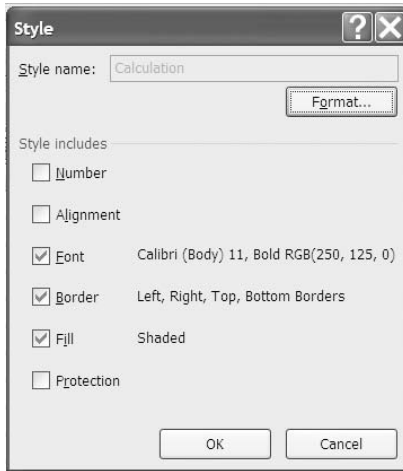 Style
Style name: Calculation
Format...
Style includes
Number
Alignment
Font Calibri (Body) 11, Bold RGB(250, 125, 0)
Border Left, Right, Top, Bottom Borders
Fill Shaded
Protection
OK Cancel